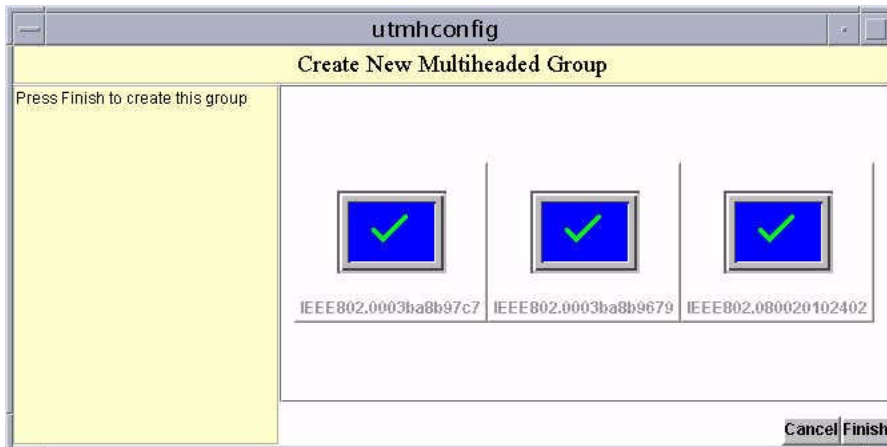 utmhconfig
Create New Multiheaded Group
Press Finish to create this group
IEEE802.0003ba8b97c7 IEEE802.0003ba8b9679 IEEE802.080020102402
Cancel Finish